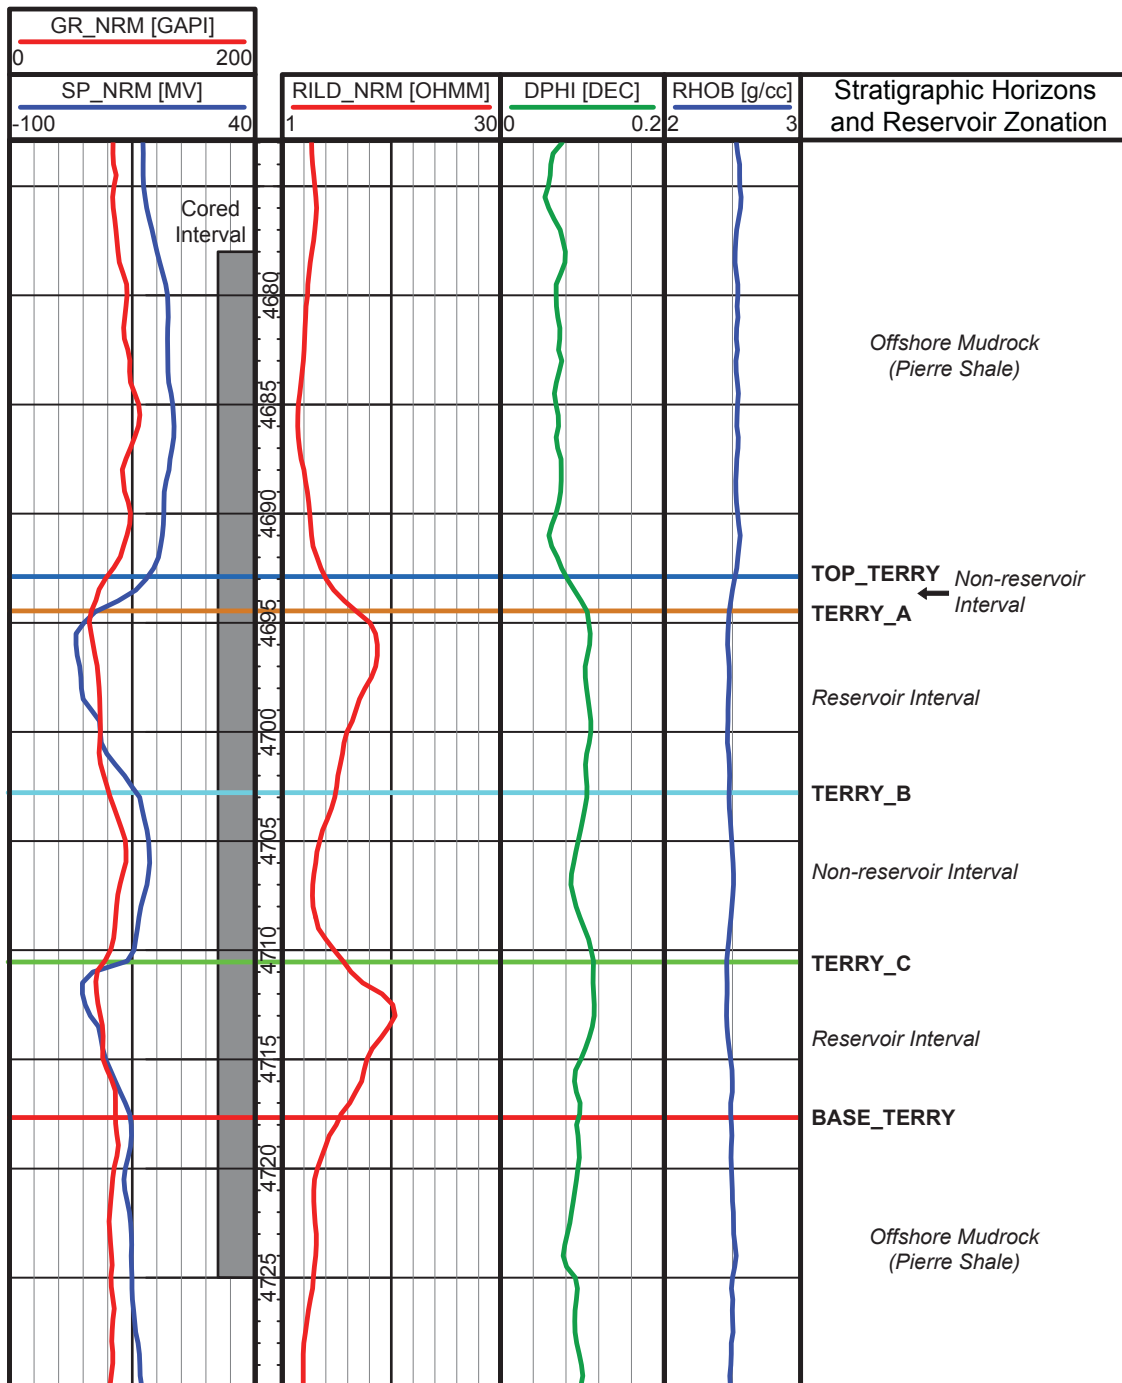 GR_NRM [GAPI]
0 200
SP_NRM [MV]
-100 40
RILD_NRM [OHMM]
1 30
DPHI [DEC]
0 0.2
RHOB [g/cc]
2 3
Stratigraphic Horizons
and Reservoir Zonation
Cored
Interval
4680
Offshore Mudrock
(Pierre Shale)
4685
4690
TOP_TERRY
Non-reservoir
Interval
TERRY_A
4695
Reservoir Interval
4700
TERRY_B
4705
Non-reservoir Interval
4710
TERRY_C
Reservoir Interval
4715
BASE_TERRY
4720
Offshore Mudrock
(Pierre Shale)
4725